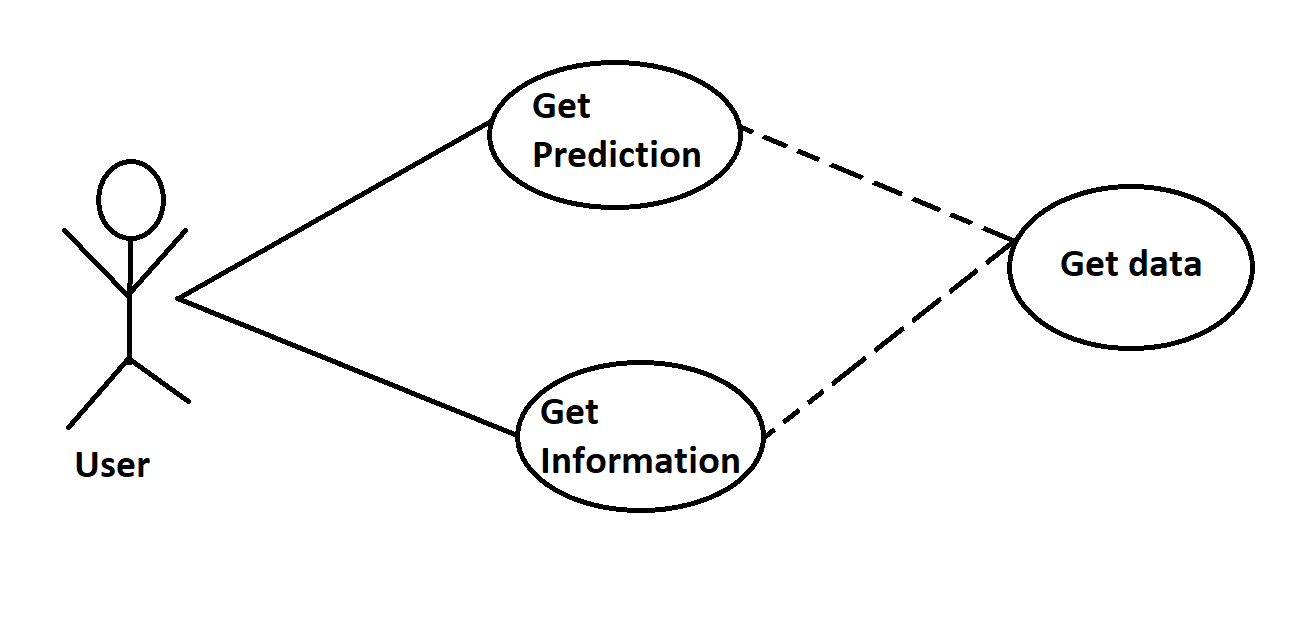 Get
Prediction
Get data
Get
Information
User